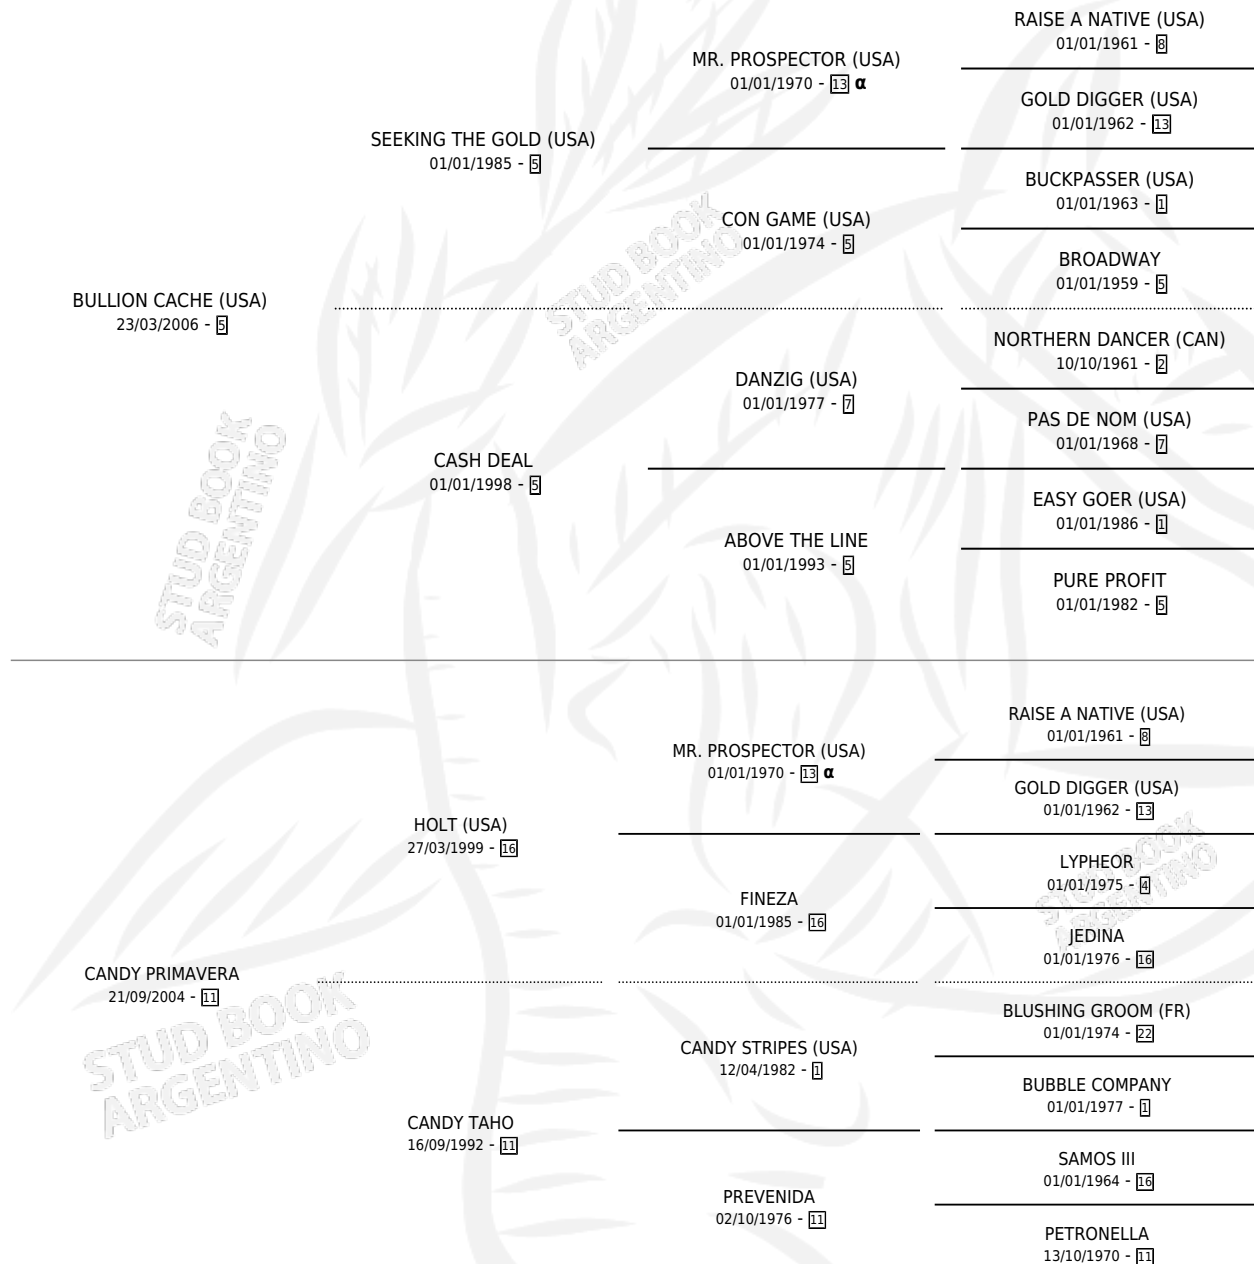 RAISE A NATIVE (USA)
01/01/1961 - 8
MR. PROSPECTOR (USA)
01/01/1970 - 13 α
GOLD DIGGER (USA)
01/01/1962 - 13
SEEKING THE GOLD (USA)
01/01/1985 - 5
BUCKPASSER (USA)
01/01/1963 - 1
CON GAME (USA)
01/01/1974 - 5
BROADWAY
01/01/1959 - 5
BULLION CACHE (USA)
23/03/2006 - 5
NORTHERN DANCER (CAN)
10/10/1961 - 2
DANZIG (USA)
01/01/1977 - 7
PAS DE NOM (USA)
01/01/1968 - 7
CASH DEAL
01/01/1998 - 5
EASY GOER (USA)
01/01/1986 - 1
ABOVE THE LINE
01/01/1993 - 5
PURE PROFIT
01/01/1982 - 5
RAISE A NATIVE (USA)
01/01/1961 - 8
MR. PROSPECTOR (USA)
01/01/1970 - 13 α
GOLD DIGGER (USA)
01/01/1962 - 13
HOLT (USA)
27/03/1999 - 16
LYPHEOR
01/01/1975 - 4
FINEZA
01/01/1985 - 16
JEDINA
01/01/1976 - 16
CANDY PRIMAVERA
21/09/2004 - 11
BLUSHING GROOM (FR)
01/01/1974 - 22
CANDY STRIPES (USA)
12/04/1982 - 1
BUBBLE COMPANY
01/01/1977 - 1
CANDY TAHO
16/09/1992 - 11
SAMOS III
01/01/1964 - 16
PREVENIDA
02/10/1976 - 11
PETRONELLA
13/10/1970 - 11
STUD BOOK
ARGENTINO
STUD BOOK
ARGENTINO
STUD BOOK
ARGENTINO
STUD BOOK
ARGENTINO